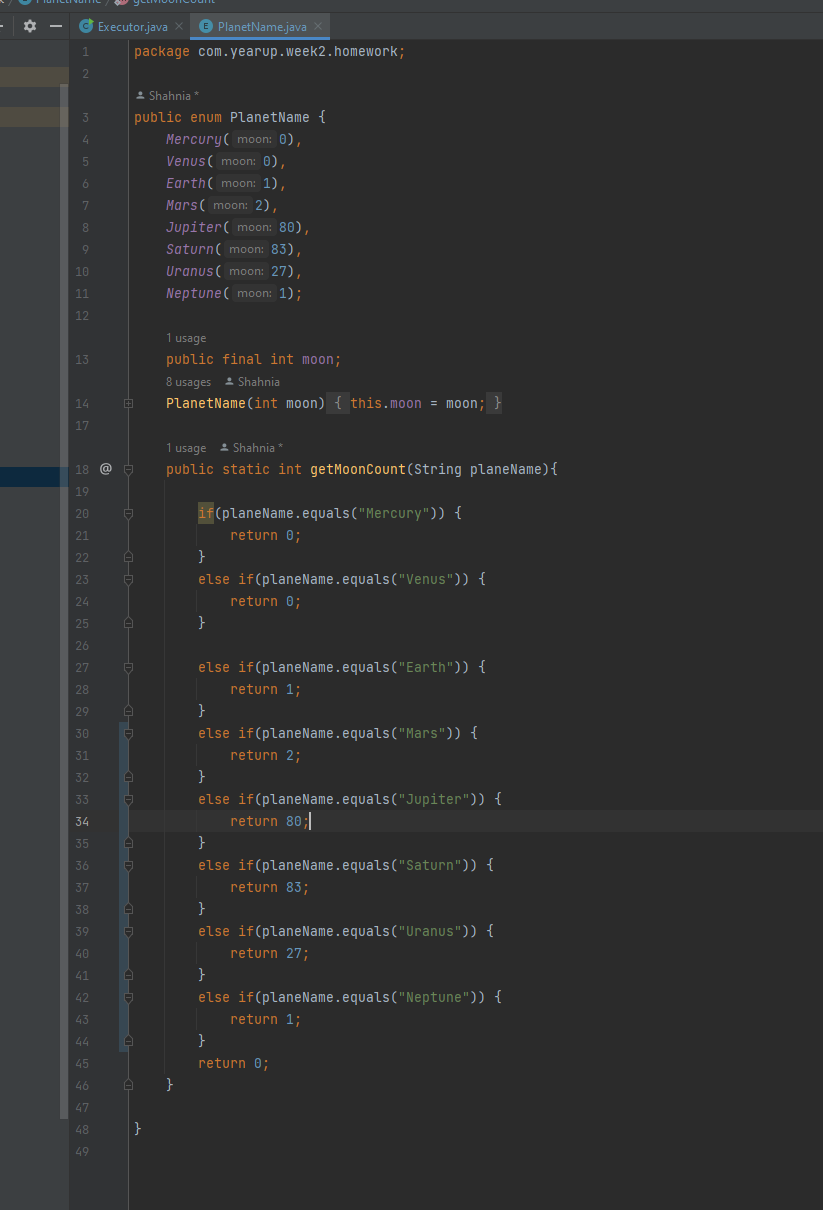 PlanetName getMoonCount
Executor.java PlanetName.java
1 package com.yearup.week2.homework;
2
Shahnia *
3 public enum PlanetName {
4 Mercury( moon: 0),
5 Venus( moon: 0),
6 Earth( moon: 1),
7 Mars( moon: 2),
8 Jupiter( moon: 80),
9 Saturn( moon: 83),
10 Uranus( moon: 27),
11 Neptune( moon: 1);
12
1 usage
13 public final int moon;
8 usages Shahnia
14 PlanetName(int moon) { this.moon = moon; }
17
1 usage Shahnia *
18 @ public static int getMoonCount(String planeName){
19
20 if(planeName.equals("Mercury")) {
21 return 0;
22 }
23 else if(planeName.equals("Venus")) {
24 return 0;
25 }
26
27 else if(planeName.equals("Earth")) {
28 return 1;
29 }
30 else if(planeName.equals("Mars")) {
31 return 2;
32 }
33 else if(planeName.equals("Jupiter")) {
34 return 80;
35 }
36 else if(planeName.equals("Saturn")) {
37 return 83;
38 }
39 else if(planeName.equals("Uranus")) {
40 return 27;
41 }
42 else if(planeName.equals("Neptune")) {
43 return 1;
44 }
45 return 0;
46 }
47
48 }
49